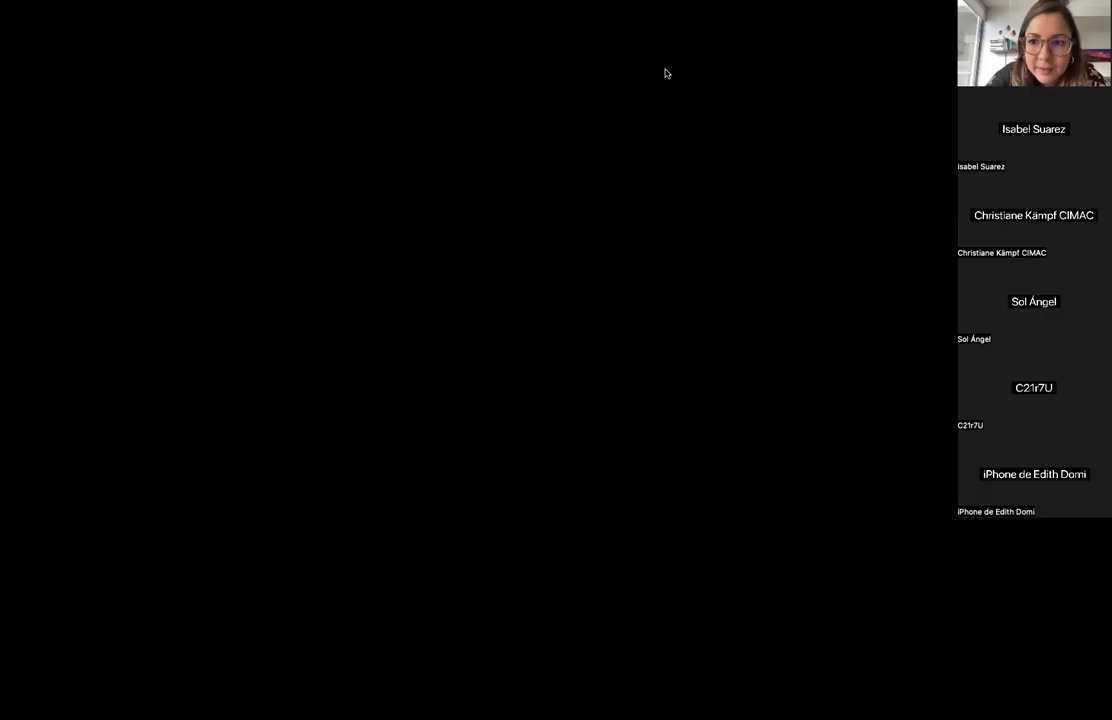 Isabel Suarez
Isabel Suarez
Christiane Kämpf CIMAC
Christiane Kämpf CIMAC
Sol Ángel
Sol Ángel
C21r7U
C21r7U
iPhone de Edith Domi
iPhone de Edith Domi